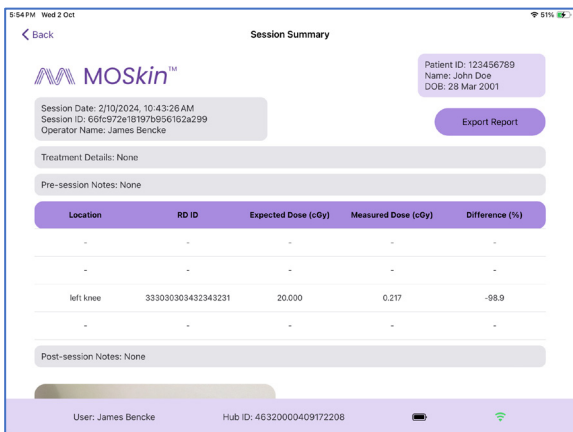 5:54 PM Wed 2 Oct
51%
Back
Session Summary
MOSkin™
Patient ID: 123456789
Name: John Doe
DOB: 28 Mar 2001
Session Date: 2/10/2024, 10:43:26 AM
Session ID: 66fc972e18197b956162a299
Operator Name: James Bencke
Export Report
Treatment Details: None
Pre-session Notes: None
Location RD ID Expected Dose (cGy) Measured Dose (cGy) Difference (%)
- - - - -
- - - - -
left knee 333030303432343231 20.000 0.217 -98.9
- - - - -
Post-session Notes: None
User: James Bencke Hub ID: 46320000409172208